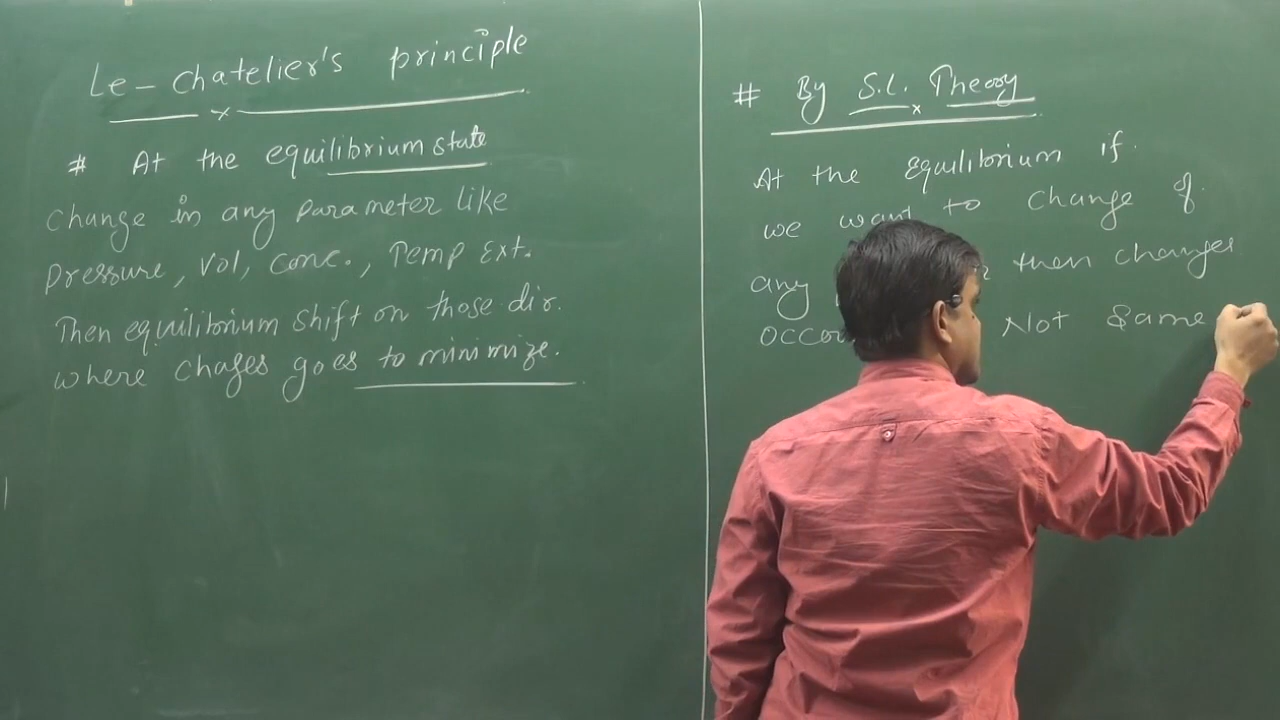 Le-chatelier's principle
# At the equilibrium state
change in any parameter like
pressure, vol, conc., Temp Ext.
Then equilibrium shift on those dir.
where chages goes to minimize.
# By S.L. Theory
At the Equilibrium if.
we want to change of
any then changes
Not Same